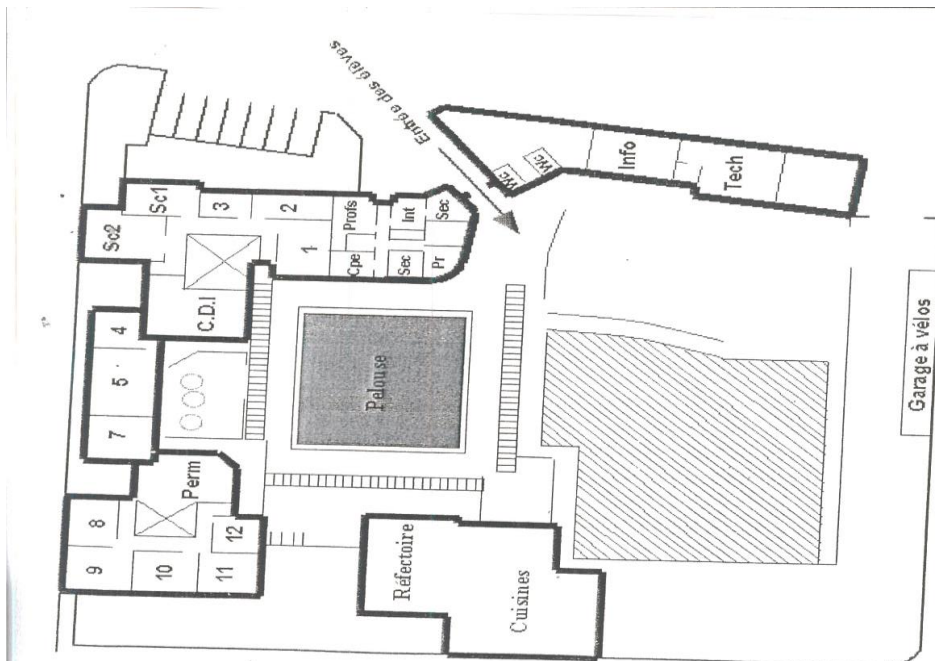 Entrée des élèves
Sc2
Sc1
3
2
1
Profs
Cpe
Int
Sec
Sec
Pr
Wc
Wc
Info
Tech
C.D.I
4
5
7
Pelouse
Perm
8
9
10
11
12
Réfectoire
Cuisines
Garage à vélos